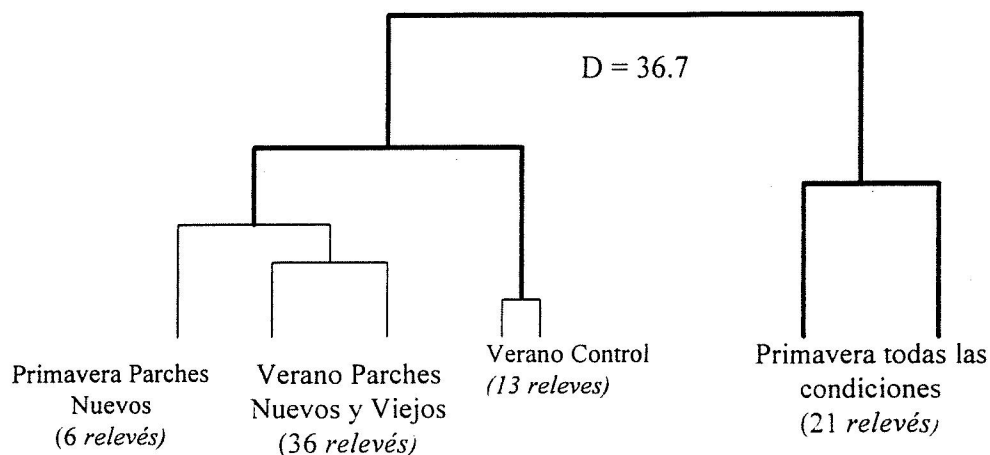 D = 36.7
Primavera Parches
Nuevos
(6 relevés)
Verano Parches
Nuevos y Viejos
(36 relevés)
Verano Control
(13 releves)
Primavera todas las
condiciones
(21 relevés)